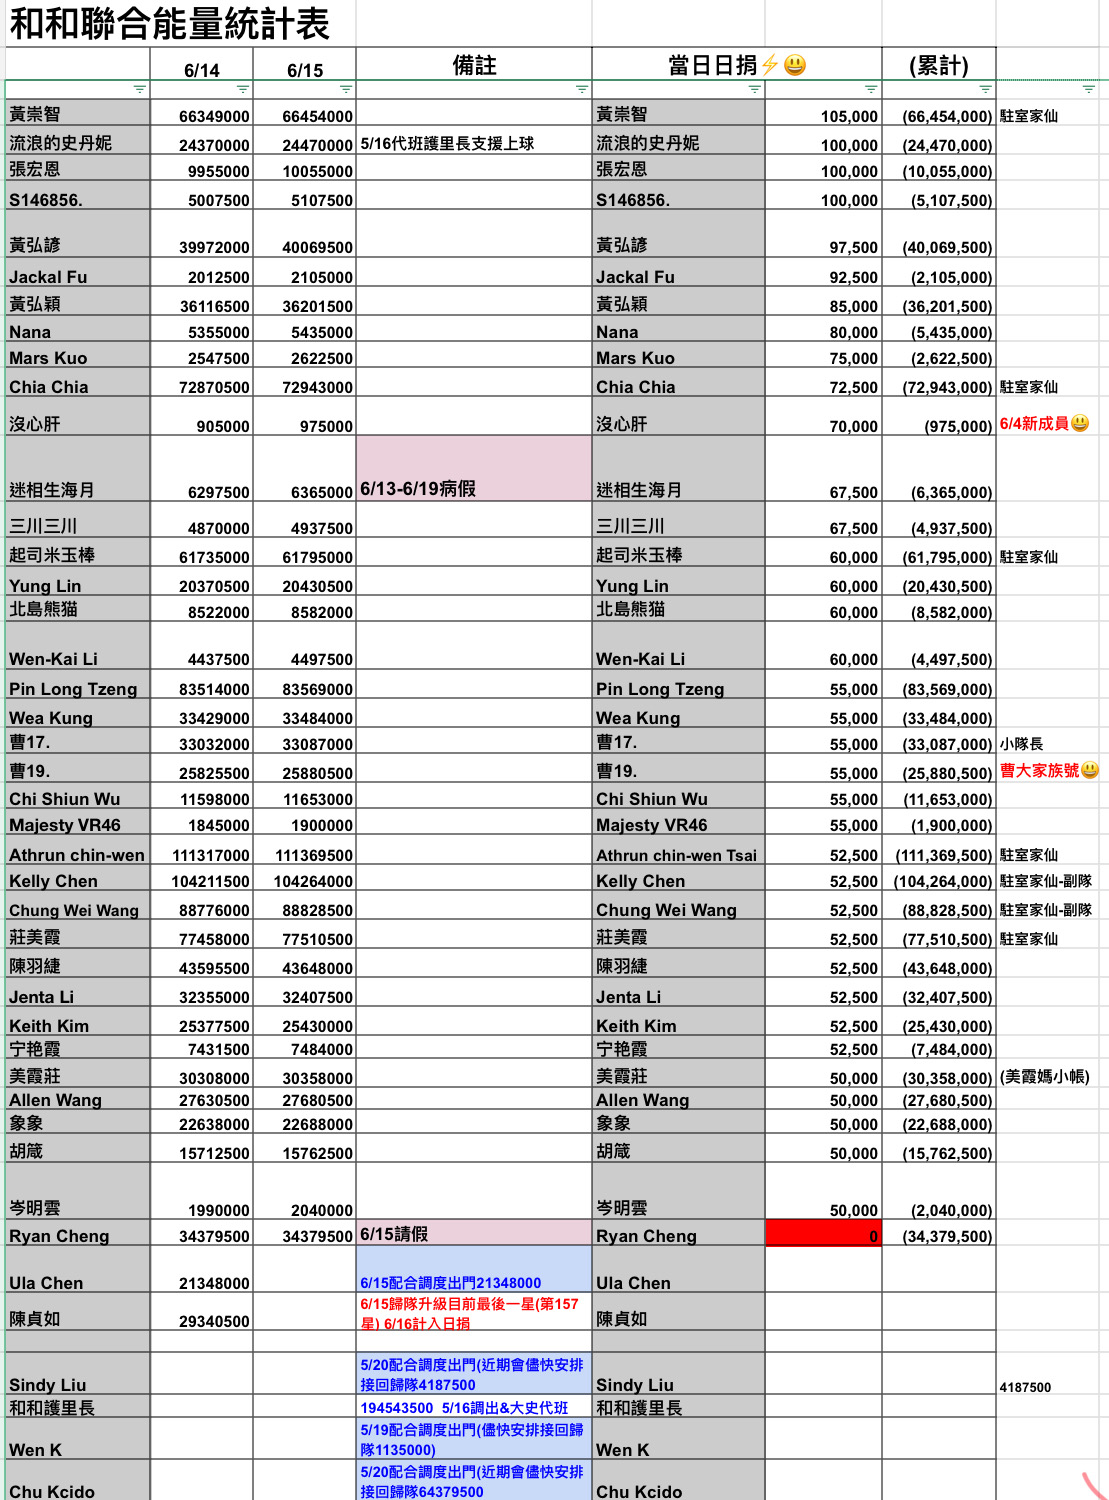 和和聯合能量統計表
6/14 6/15 備註 當日日捐⚡😃 (累計)
黃崇智 66349000 66454000 黃崇智 105,000 (66,454,000) 駐室家仙
流浪的史丹妮 24370000 24470000 5/16代班護里長支援上球 流浪的史丹妮 100,000 (24,470,000)
張宏恩 9955000 10055000 張宏恩 100,000 (10,055,000)
S146856. 5007500 5107500 S146856. 100,000 (5,107,500)
黃弘諺 39972000 40069500 黃弘諺 97,500 (40,069,500)
Jackal Fu 2012500 2105000 Jackal Fu 92,500 (2,105,000)
黃弘穎 36116500 36201500 黃弘穎 85,000 (36,201,500)
Nana 5355000 5435000 Nana 80,000 (5,435,000)
Mars Kuo 2547500 2622500 Mars Kuo 75,000 (2,622,500)
Chia Chia 72870500 72943000 Chia Chia 72,500 (72,943,000) 駐室家仙
沒心肝 905000 975000 沒心肝 70,000 (975,000) 6/4新成員😃
迷相生海月 6297500 6365000 6/13-6/19病假 迷相生海月 67,500 (6,365,000)
三川三川 4870000 4937500 三川三川 67,500 (4,937,500)
起司米玉棒 61735000 61795000 起司米玉棒 60,000 (61,795,000) 駐室家仙
Yung Lin 20370500 20430500 Yung Lin 60,000 (20,430,500)
北島熊猫 8522000 8582000 北島熊猫 60,000 (8,582,000)
Wen-Kai Li 4437500 4497500 Wen-Kai Li 60,000 (4,497,500)
Pin Long Tzeng 83514000 83569000 Pin Long Tzeng 55,000 (83,569,000)
Wea Kung 33429000 33484000 Wea Kung 55,000 (33,484,000)
曹17. 33032000 33087000 曹17. 55,000 (33,087,000) 小隊長
曹19. 25825500 25880500 曹19. 55,000 (25,880,500) 曹大家族號😃
Chi Shiun Wu 11598000 11653000 Chi Shiun Wu 55,000 (11,653,000)
Majesty VR46 1845000 1900000 Majesty VR46 55,000 (1,900,000)
Athrun chin-wen 111317000 111369500 Athrun chin-wen Tsai 52,500 (111,369,500) 駐室家仙
Kelly Chen 104211500 104264000 Kelly Chen 52,500 (104,264,000) 駐室家仙-副隊
Chung Wei Wang 88776000 88828500 Chung Wei Wang 52,500 (88,828,500) 駐室家仙-副隊
莊美霞 77458000 77510500 莊美霞 52,500 (77,510,500) 駐室家仙
陳羽緁 43595500 43648000 陳羽緁 52,500 (43,648,000)
Jenta Li 32355000 32407500 Jenta Li 52,500 (32,407,500)
Keith Kim 25377500 25430000 Keith Kim 52,500 (25,430,000)
宁艳霞 7431500 7484000 宁艳霞 52,500 (7,484,000)
美霞莊 30308000 30358000 美霞莊 50,000 (30,358,000) (美霞媽小帳)
Allen Wang 27630500 27680500 Allen Wang 50,000 (27,680,500)
象象 22638000 22688000 象象 50,000 (22,688,000)
胡箴 15712500 15762500 胡箴 50,000 (15,762,500)
岑明雲 1990000 2040000 岑明雲 50,000 (2,040,000)
Ryan Cheng 34379500 34379500 6/15請假 Ryan Cheng 0 (34,379,500)
Ula Chen 21348000 6/15配合調度出門21348000 Ula Chen
6/15歸隊升級目前最後一星(第157
陳貞如 29340500 星) 6/16計入日捐 陳貞如
5/20配合調度出門(近期會儘快安排
Sindy Liu 接回歸隊4187500 Sindy Liu 4187500
和和護里長 194543500 5/16調出&大史代班 和和護里長
5/19配合調度出門(儘快安排接回歸
Wen K 隊1135000) Wen K
5/20配合調度出門(近期會儘快安排
Chu Kcido 接回歸隊64379500 Chu Kcido